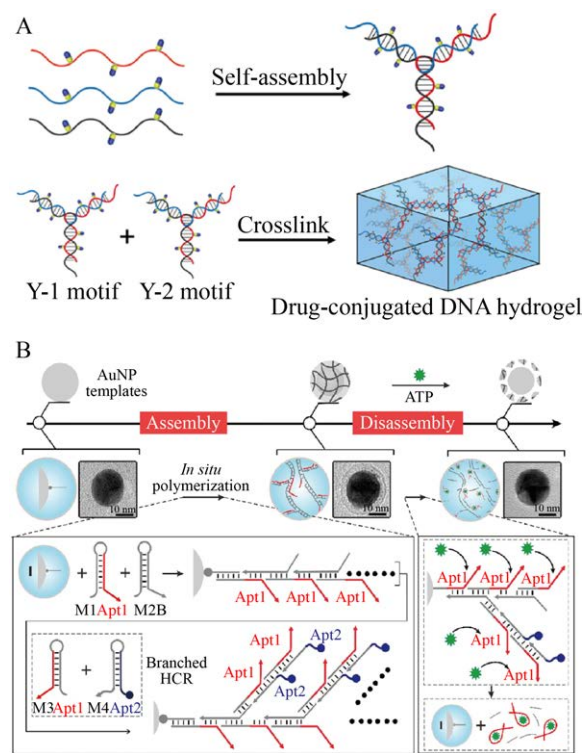 A
Self-assembly
Crosslink
Y-1 motif
Y-2 motif
Drug-conjugated DNA hydrogel
B
AuNP
templates
ATP
Assembly
Disassembly
In situ
polymerization
10 nm
10 nm
10 nm
M1Apt1
M2B
Apt1
Apt1
Apt1
M3Apt1
M4Apt2
Branched
HCR
Apt1
Apt1
Apt2
Apt2
Apt1
Apt1
Apt1
Apt1
Apt1